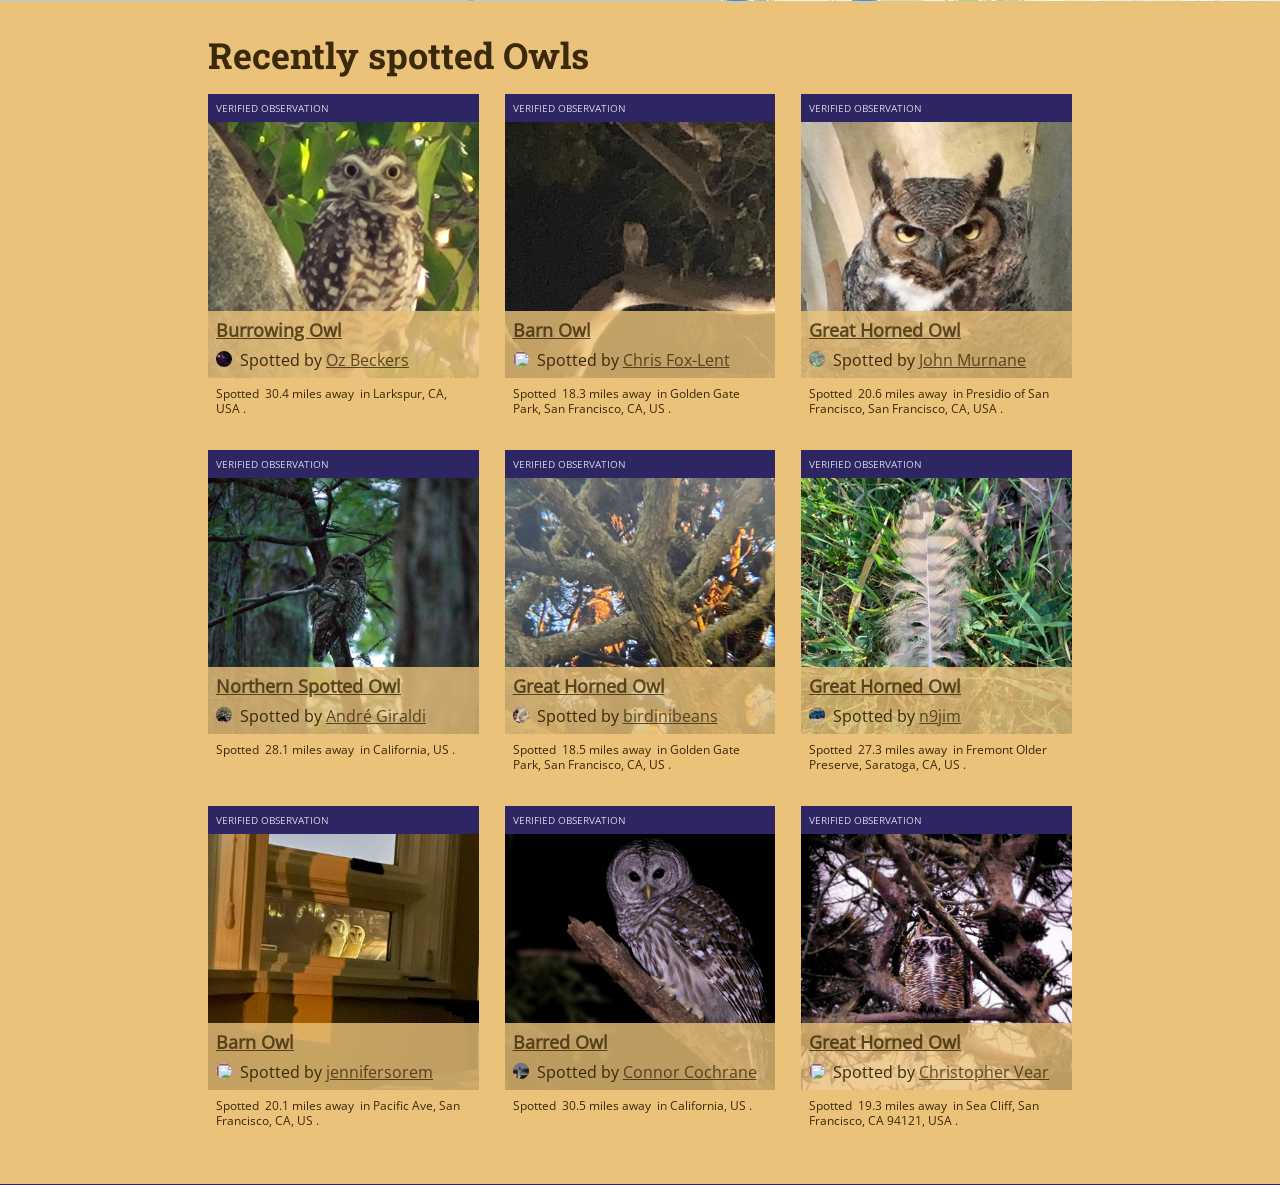 Recently spotted Owls
VERIFIED OBSERVATION
Burrowing Owl
Spotted by Oz Beckers
Spotted 30.4 miles away in Larkspur, CA,
USA .
VERIFIED OBSERVATION
Barn Owl
Spotted by Chris Fox-Lent
Spotted 18.3 miles away in Golden Gate
Park, San Francisco, CA, US .
VERIFIED OBSERVATION
Great Horned Owl
Spotted by John Murnane
Spotted 20.6 miles away in Presidio of San
Francisco, San Francisco, CA, USA .
VERIFIED OBSERVATION
Northern Spotted Owl
Spotted by André Giraldi
Spotted 28.1 miles away in California, US .
VERIFIED OBSERVATION
Great Horned Owl
Spotted by birdinibeans
Spotted 18.5 miles away in Golden Gate
Park, San Francisco, CA, US .
VERIFIED OBSERVATION
Great Horned Owl
Spotted by n9jim
Spotted 27.3 miles away in Fremont Older
Preserve, Saratoga, CA, US .
VERIFIED OBSERVATION
Barn Owl
Spotted by jennifersorem
Spotted 20.1 miles away in Pacific Ave, San
Francisco, CA, US .
VERIFIED OBSERVATION
Barred Owl
Spotted by Connor Cochrane
Spotted 30.5 miles away in California, US .
VERIFIED OBSERVATION
Great Horned Owl
Spotted by Christopher Vear
Spotted 19.3 miles away in Sea Cliff, San
Francisco, CA 94121, USA .